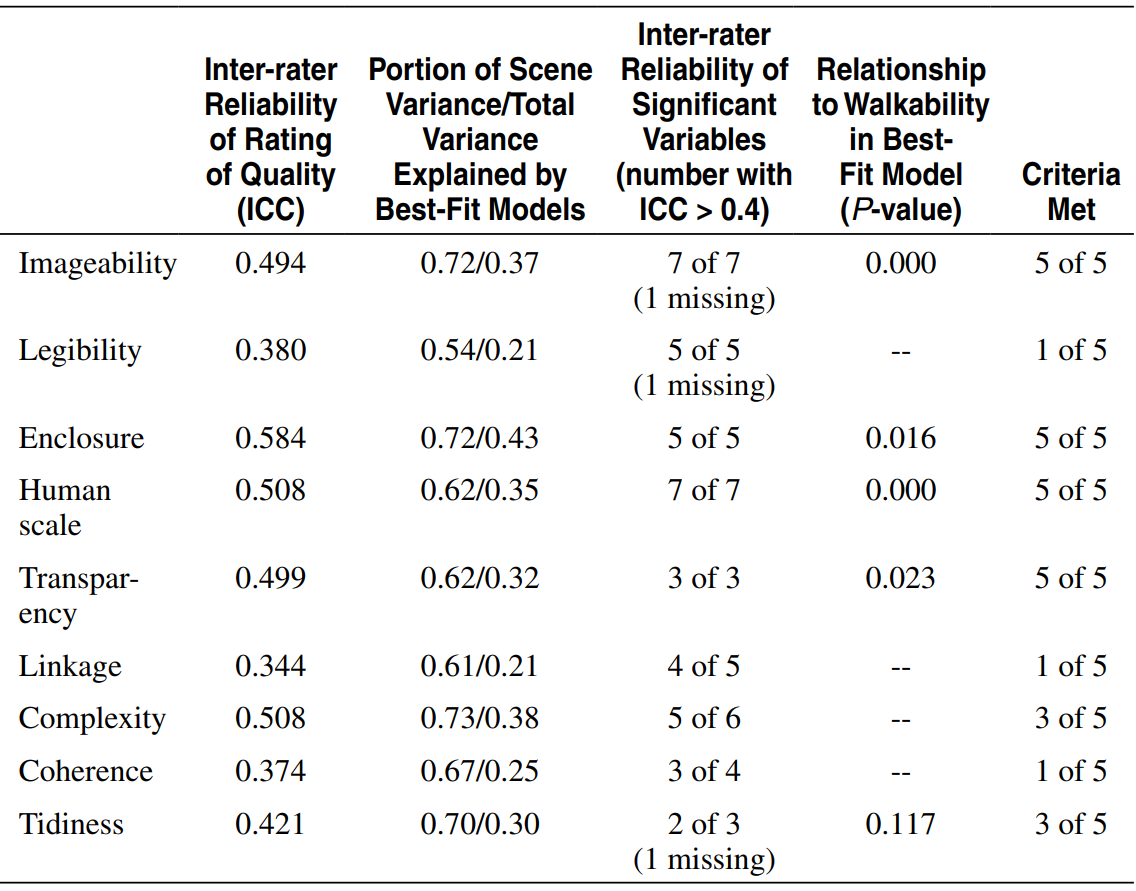 Inter-rater Reliability of Rating of Quality (ICC) Portion of Scene Variance/Total Variance Explained by Best-Fit Models Inter-rater Reliability of Significant Variables (number with ICC > 0.4) Relationship to Walkability in Best-Fit Model (P-value) Criteria Met
Imageability 0.494 0.72/0.37 7 of 7 0.000 5 of 5
(1 missing)
Legibility 0.380 0.54/0.21 5 of 5 -- 1 of 5
(1 missing)
Enclosure 0.584 0.72/0.43 5 of 5 0.016 5 of 5
Human 0.508 0.62/0.35 7 of 7 0.000 5 of 5
scale
Transpar- 0.499 0.62/0.32 3 of 3 0.023 5 of 5
ency
Linkage 0.344 0.61/0.21 4 of 5 -- 1 of 5
Complexity 0.508 0.73/0.38 5 of 6 -- 3 of 5
Coherence 0.374 0.67/0.25 3 of 4 -- 1 of 5
Tidiness 0.421 0.70/0.30 2 of 3 0.117 3 of 5
(1 missing)